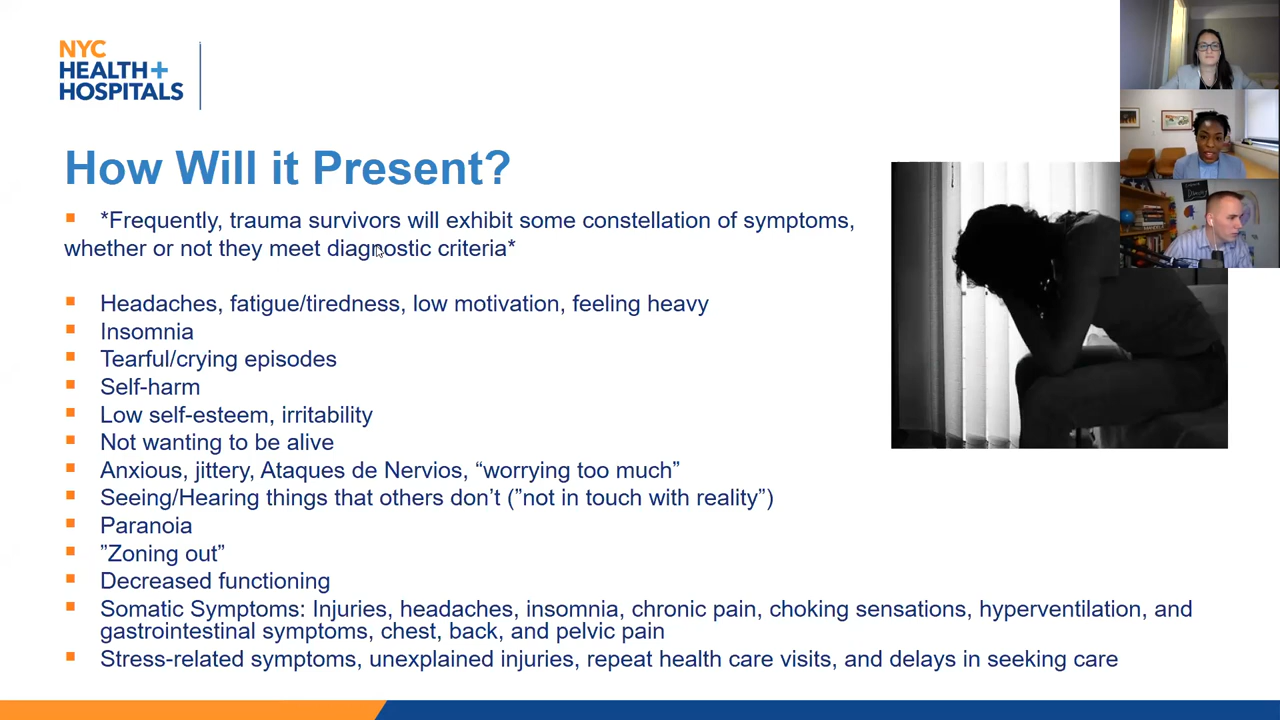 NYC
HEALTH+
HOSPITALS
How Will it Present?
▪ *Frequently, trauma survivors will exhibit some constellation of symptoms,
whether or not they meet diagnostic criteria*
▪ Headaches, fatigue/tiredness, low motivation, feeling heavy
▪ Insomnia
▪ Tearful/crying episodes
▪ Self-harm
▪ Low self-esteem, irritability
▪ Not wanting to be alive
▪ Anxious, jittery, Ataques de Nervios, “worrying too much”
▪ Seeing/Hearing things that others don’t (”not in touch with reality”)
▪ Paranoia
▪ ”Zoning out”
▪ Decreased functioning
▪ Somatic Symptoms: Injuries, headaches, insomnia, chronic pain, choking sensations, hyperventilation, and
gastrointestinal symptoms, chest, back, and pelvic pain
▪ Stress-related symptoms, unexplained injuries, repeat health care visits, and delays in seeking care